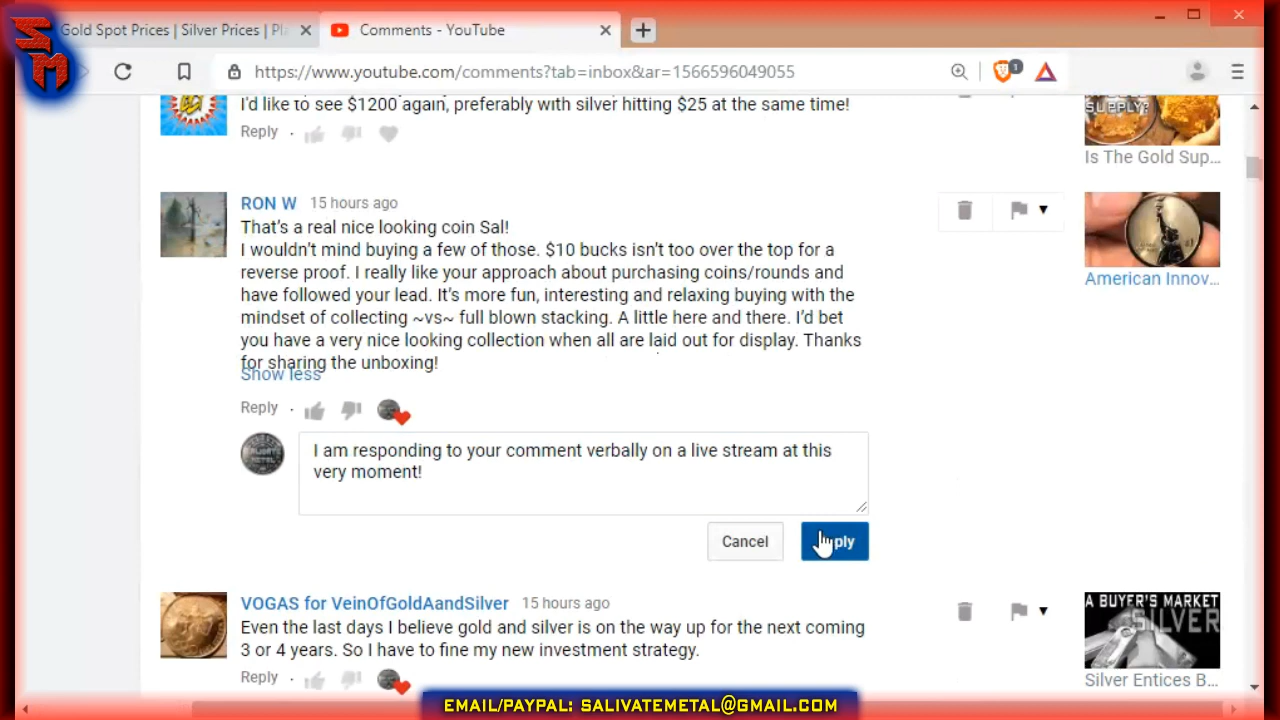 SM
Gold Spot Prices | Silver Prices | Pl
Comments - YouTube
https://www.youtube.com/comments?tab=inbox&ar=1566596049055
1
I'd like to see $1200 again, preferably with silver hitting $25 at the same time!
Reply
SUPPLY?
Is The Gold Sup...
RON W 15 hours ago
That's a real nice looking coin Sal!
I wouldn't mind buying a few of those. $10 bucks isn't too over the top for a
reverse proof. I really like your approach about purchasing coins/rounds and
have followed your lead. It's more fun, interesting and relaxing buying with the
mindset of collecting ~vs~ full blown stacking. A little here and there. I'd bet
you have a very nice looking collection when all are laid out for display. Thanks
for sharing the unboxing!
Show less
Reply
American Innov...
I am responding to your comment verbally on a live stream at this
very moment!
Cancel
ply
VOGAS for VeinOfGoldAandSilver 15 hours ago
Even the last days I believe gold and silver is on the way up for the next coming
3 or 4 years. So I have to fine my new investment strategy.
Reply
A BUYER'S MARKET
SILVER
Silver Entices B...
EMAIL/PAYPAL: SALIVATEMETAL@GMAIL.COM